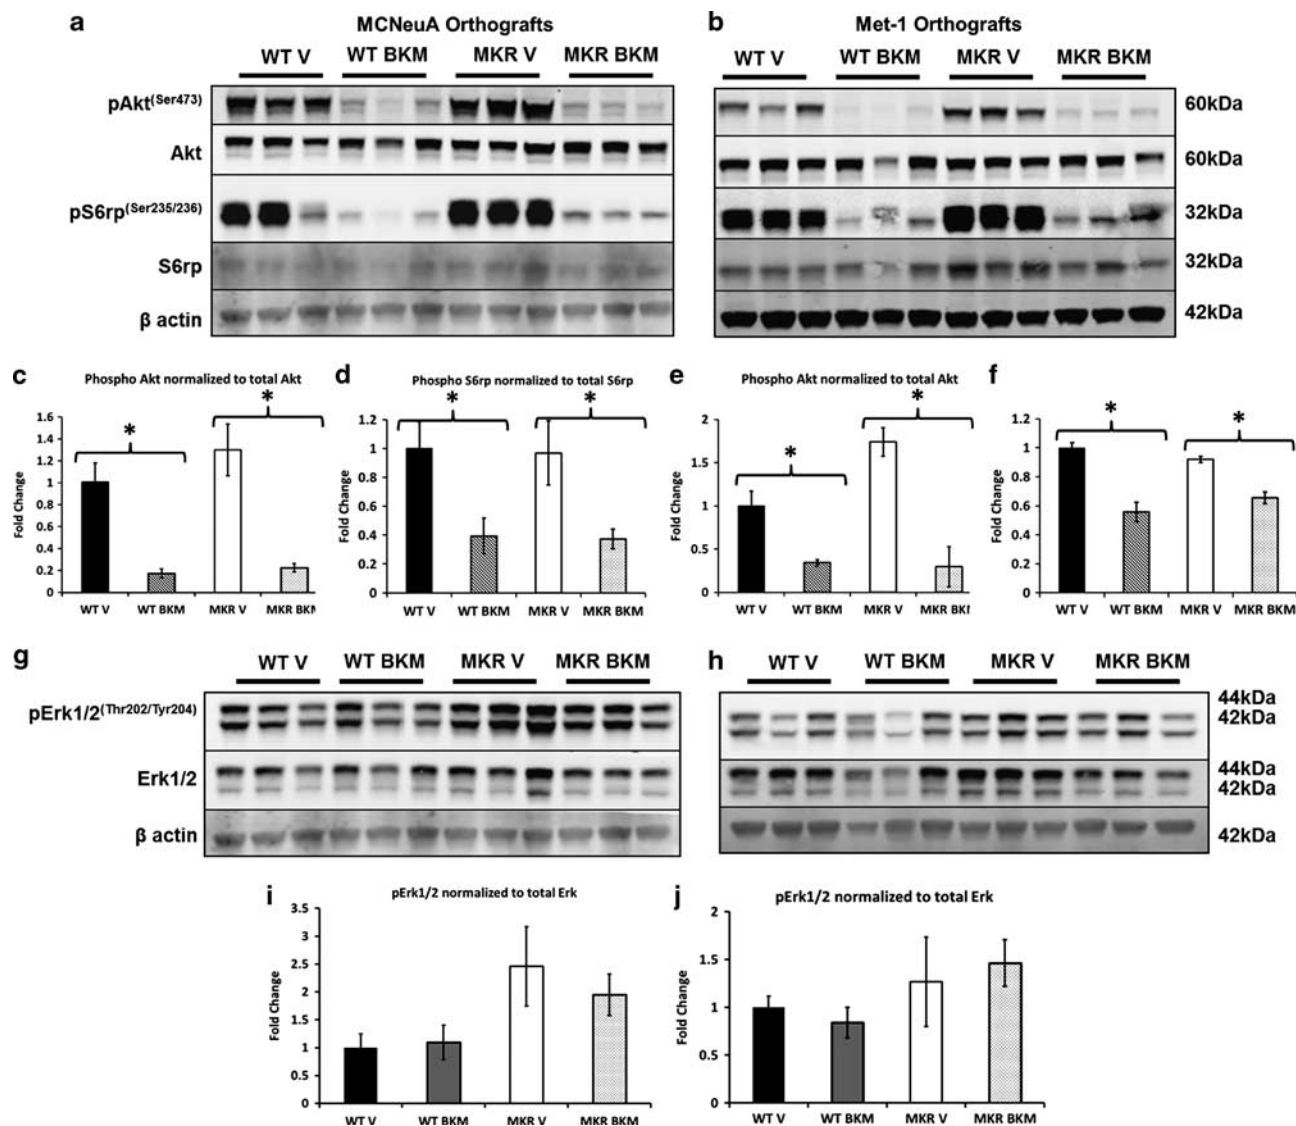 a
MCNeuA Orthografts
WT V
WT BKM
MKR V
MKR BKM
pAkt(Ser473)
Akt
pS6rp(Ser235/236)
S6rp
β actin
b
Met-1 Orthografts
WT V
WT BKM
MKR V
MKR BKM
60kDa
60kDa
32kDa
32kDa
42kDa
c
Phospho Akt normalized to total Akt
*
*
Fold Change
1.6
1.4
1.2
1
0.8
0.6
0.4
0.2
0
WT V
WT BKM
MKR V
MKR BKM
d
Phospho S6rp normalized to total S6rp
*
*
Fold Change
1.2
1
0.8
0.6
0.4
0.2
0
WT V
WT BKM
MKR V
MKR BKM
e
Phospho Akt normalized to total Akt
*
*
Fold Change
2
1.5
1
0.5
0
WT V
WT BKM
MKR V
MKR BKM
f
*
*
Fold Change
1.2
1
0.8
0.6
0.4
0.2
0
WT V
WT BKM
MKR V
MKR BKM
g
WT V
WT BKM
MKR V
MKR BKM
pErk1/2(Thr202/Tyr204)
Erk1/2
β actin
h
WT V
WT BKM
MKR V
MKR BKM
44kDa
42kDa
44kDa
42kDa
42kDa
i
pErk1/2 normalized to total Erk
Fold Change
3.5
3
2.5
2
1.5
1
0.5
0
WT V
WT BKM
MKR V
MKR BKM
j
pErk1/2 normalized to total Erk
Fold Change
2
1.5
1
0.5
0
WT V
WT BKM
MKR V
MKR BKM